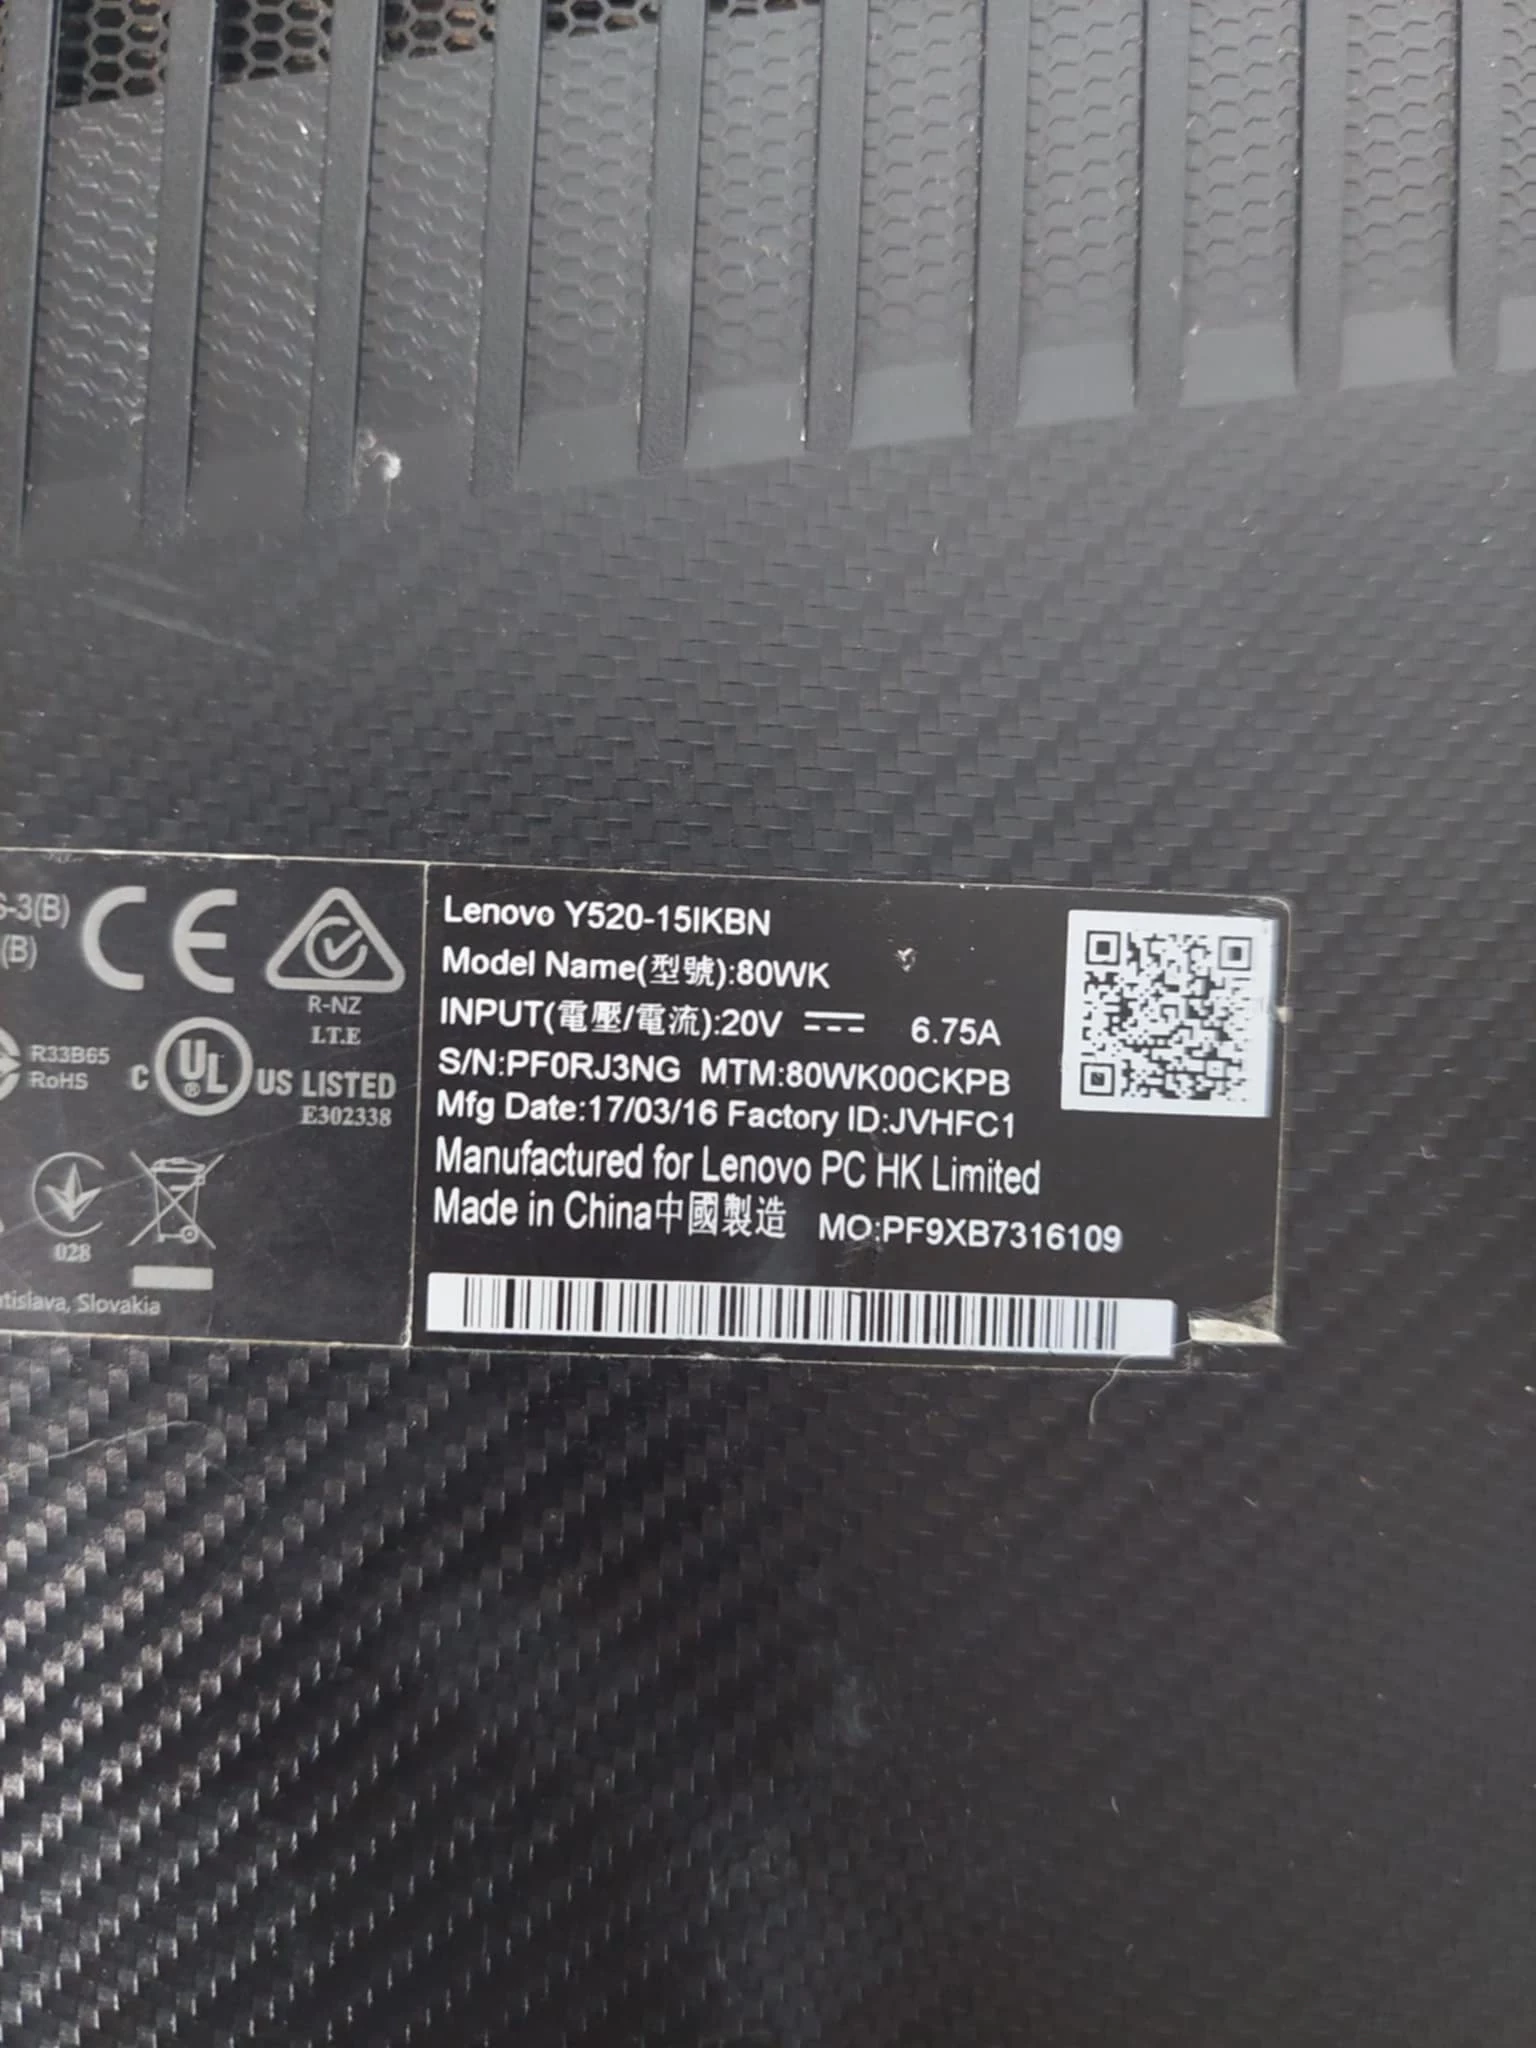 S-3(B)
(B)
CE
R-NZ
I.T.E
R33B65
RoHS
C UL ® US LISTED
E302338
028
atislava, Slovakia
Lenovo Y520-15IKBN
Model Name(型號):80WK
INPUT(電壓/電流):20V 6.75A
S/N:PF0RJ3NG MTM:80WK00CKPB
Mfg Date:17/03/16 Factory ID:JVHFC1
Manufactured for Lenovo PC HK Limited
Made in China中國製造 MO:PF9XB7316109